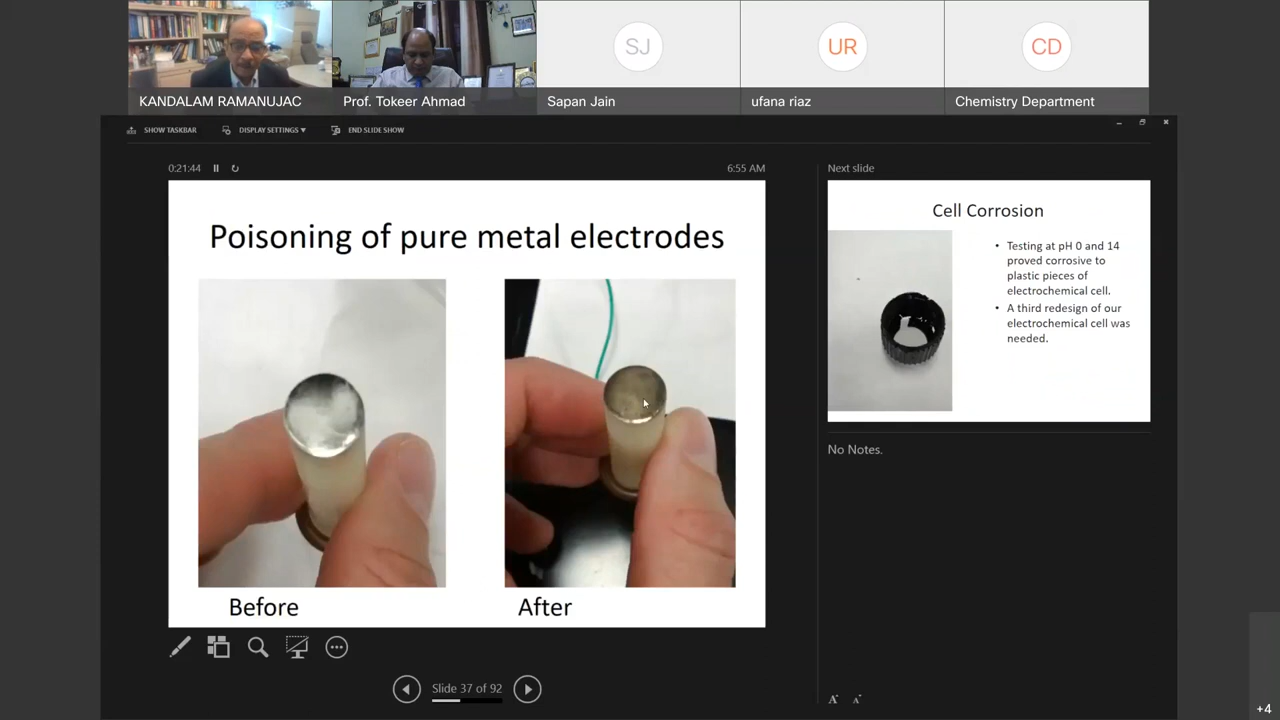 SJ
UR
CD
KANDALAM RAMANUJAC
Prof. Tokeer Ahmad
Sapan Jain
ufana riaz
Chemistry Department
SHOW TASKBAR
DISPLAY SETTINGS ▾
END SLIDE SHOW
0:21:44
6:55 AM
Poisoning of pure metal electrodes
Before
After
Slide 37 of 92
Next slide
Cell Corrosion
• Testing at pH 0 and 14
proved corrosive to
plastic pieces of
electrochemical cell.
• A third redesign of our
electrochemical cell was
needed.
No Notes.
A A
+4